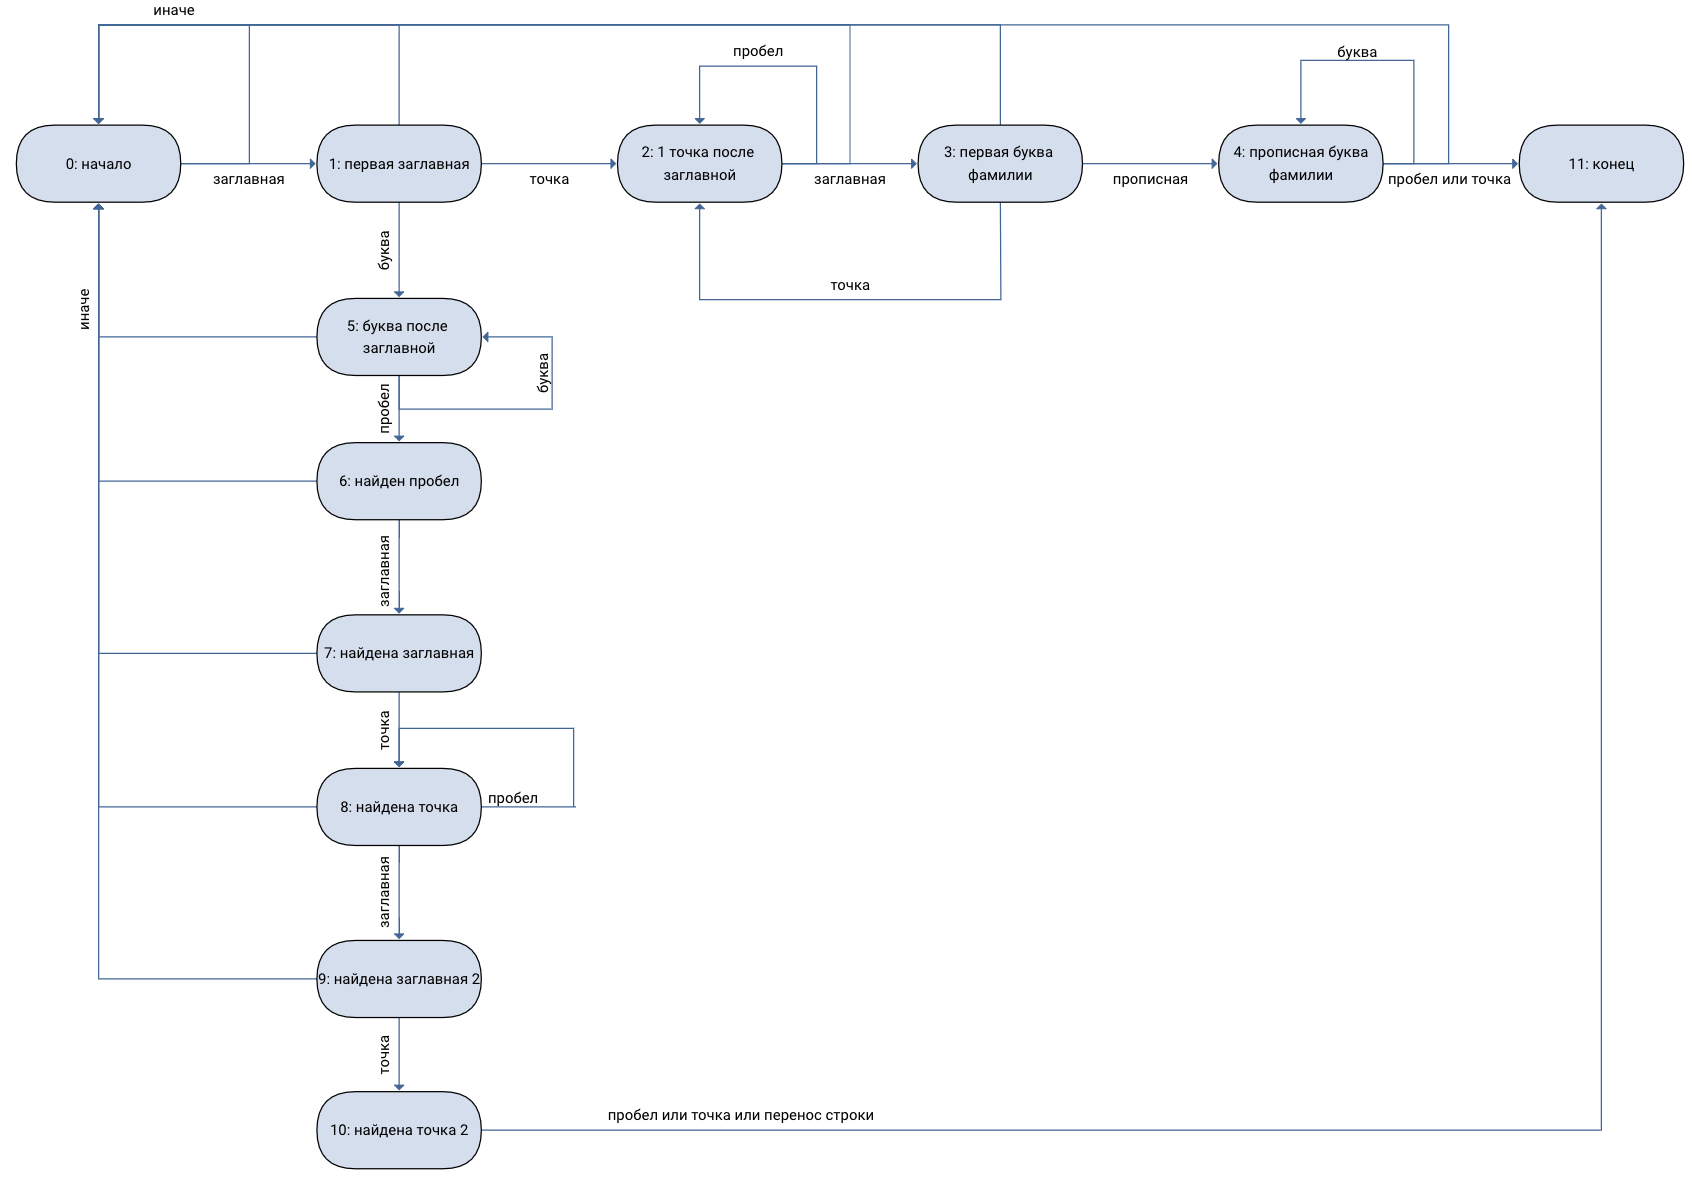 иначе
пробел
буква
0: начало
заглавная
1: первая заглавная
точка
2: 1 точка после
заглавной
заглавная
3: первая буква
фамилии
прописная
4: прописная буква
фамилии
пробел или точка
11: конец
буква
точка
иначе
5: буква после
заглавной
буква
пробел
6: найден пробел
заглавная
7: найдена заглавная
точка
8: найдена точка
пробел
заглавная
9: найдена заглавная 2
точка
10: найдена точка 2
пробел или точка или перенос строки